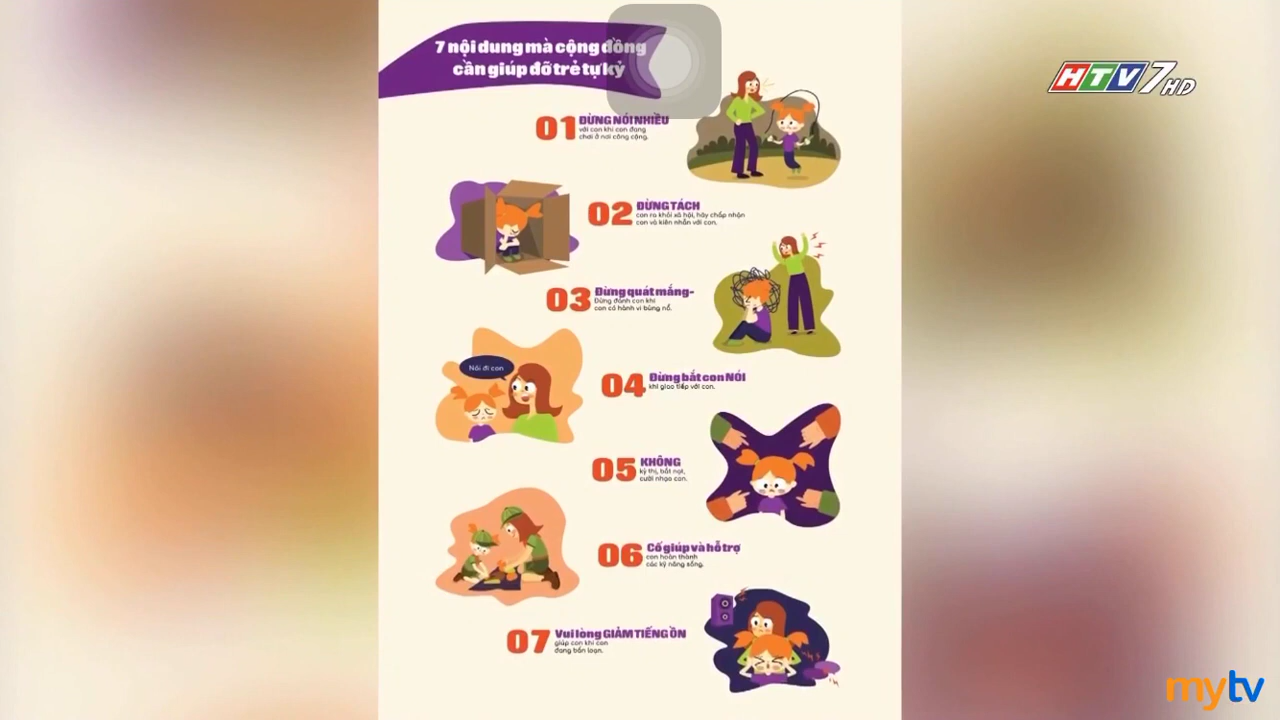 7 nội dung mà cộng đồng
cần giúp đỡ trẻ tự kỷ
HTV7 HD
01 ĐỪNG NÓI NHIỀU
với con khi con đang
chơi ở nơi công cộng.
02 ĐỪNG TÁCH
con ra khỏi xã hội, hãy chấp nhận
con và kiên nhẫn với con.
03 Đừng quát mắng-
Đừng đánh con khi
con có hành vi bùng nổ.
Nói đi con
04 Đừng bắt con NÓI
khi giao tiếp với con.
05 KHÔNG
kỳ thị, bắt nạt,
cười nhạo con.
06 Cố giúp và hỗ trợ
con hoàn thành
các kỹ năng sống.
07 Vui lòng GIẢM TIẾNG ỒN
giúp con khi con
đang bấn loạn.
mytv